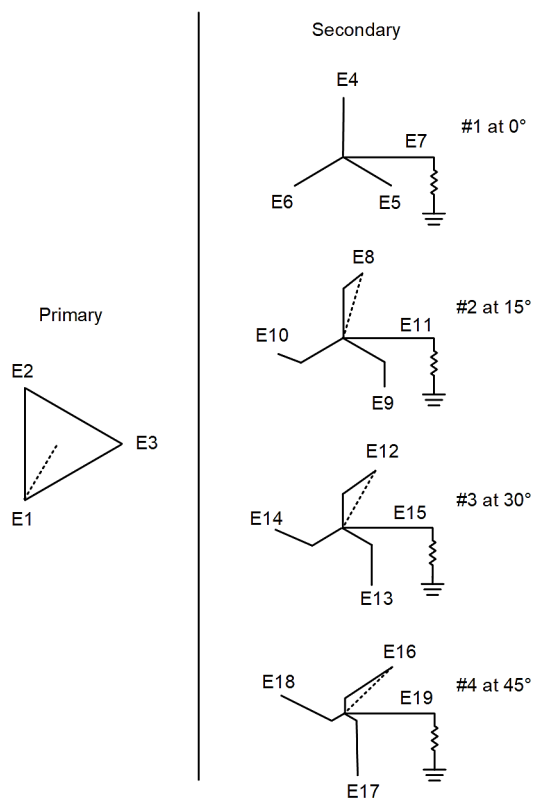 Secondary
E4
#1 at 0°
E7
E6
E5
E8
#2 at 15°
Primary
E11
E10
E2
E9
E3
E12
#3 at 30°
E15
E14
E1
E13
E16
#4 at 45°
E18
E19
E17